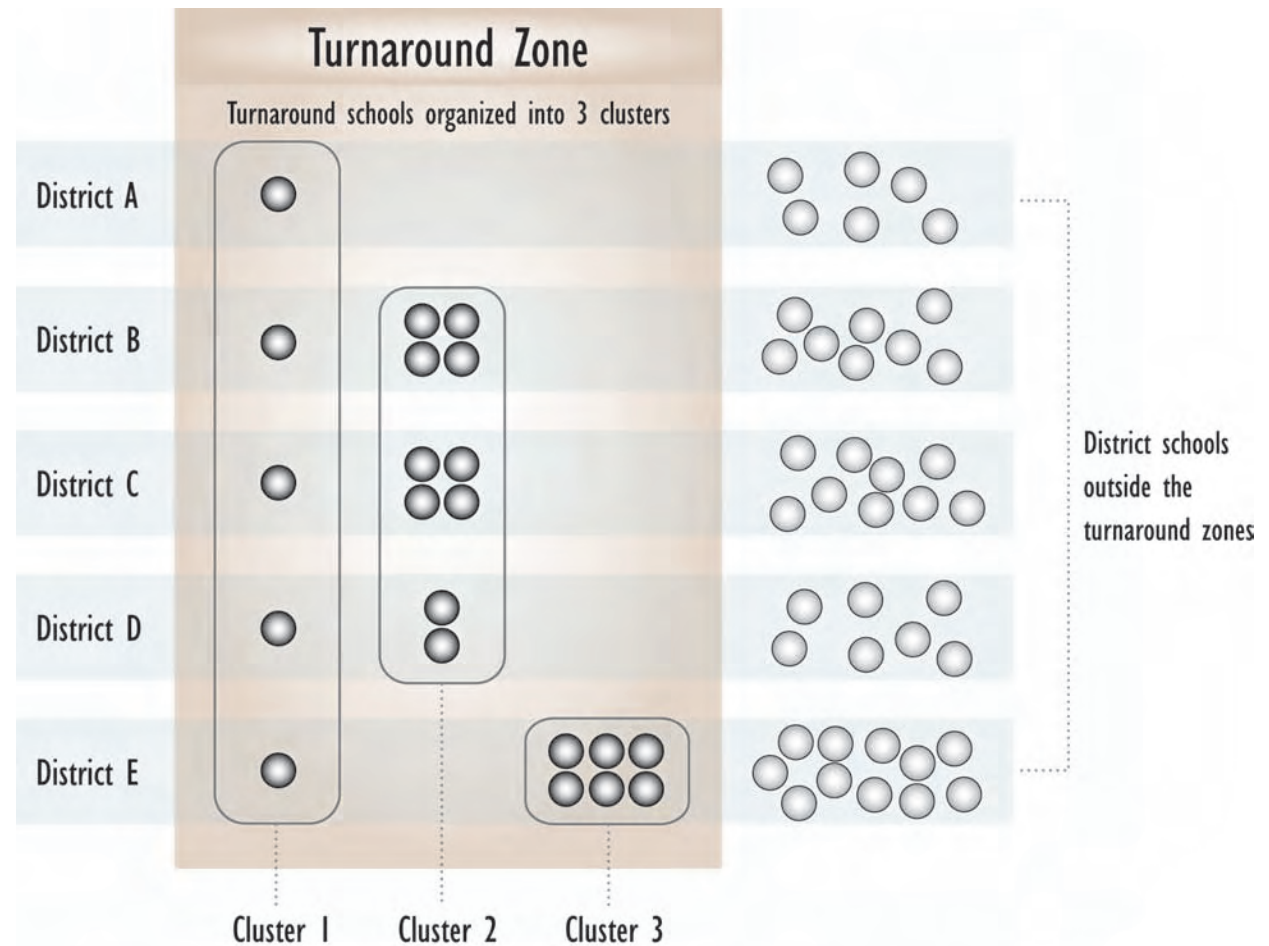 Turnaround Zone
Turnaround schools organized into 3 clusters
District A
District B
District C
District D
District E
District schools
outside the
turnaround zones
Cluster 1
Cluster 2
Cluster 3